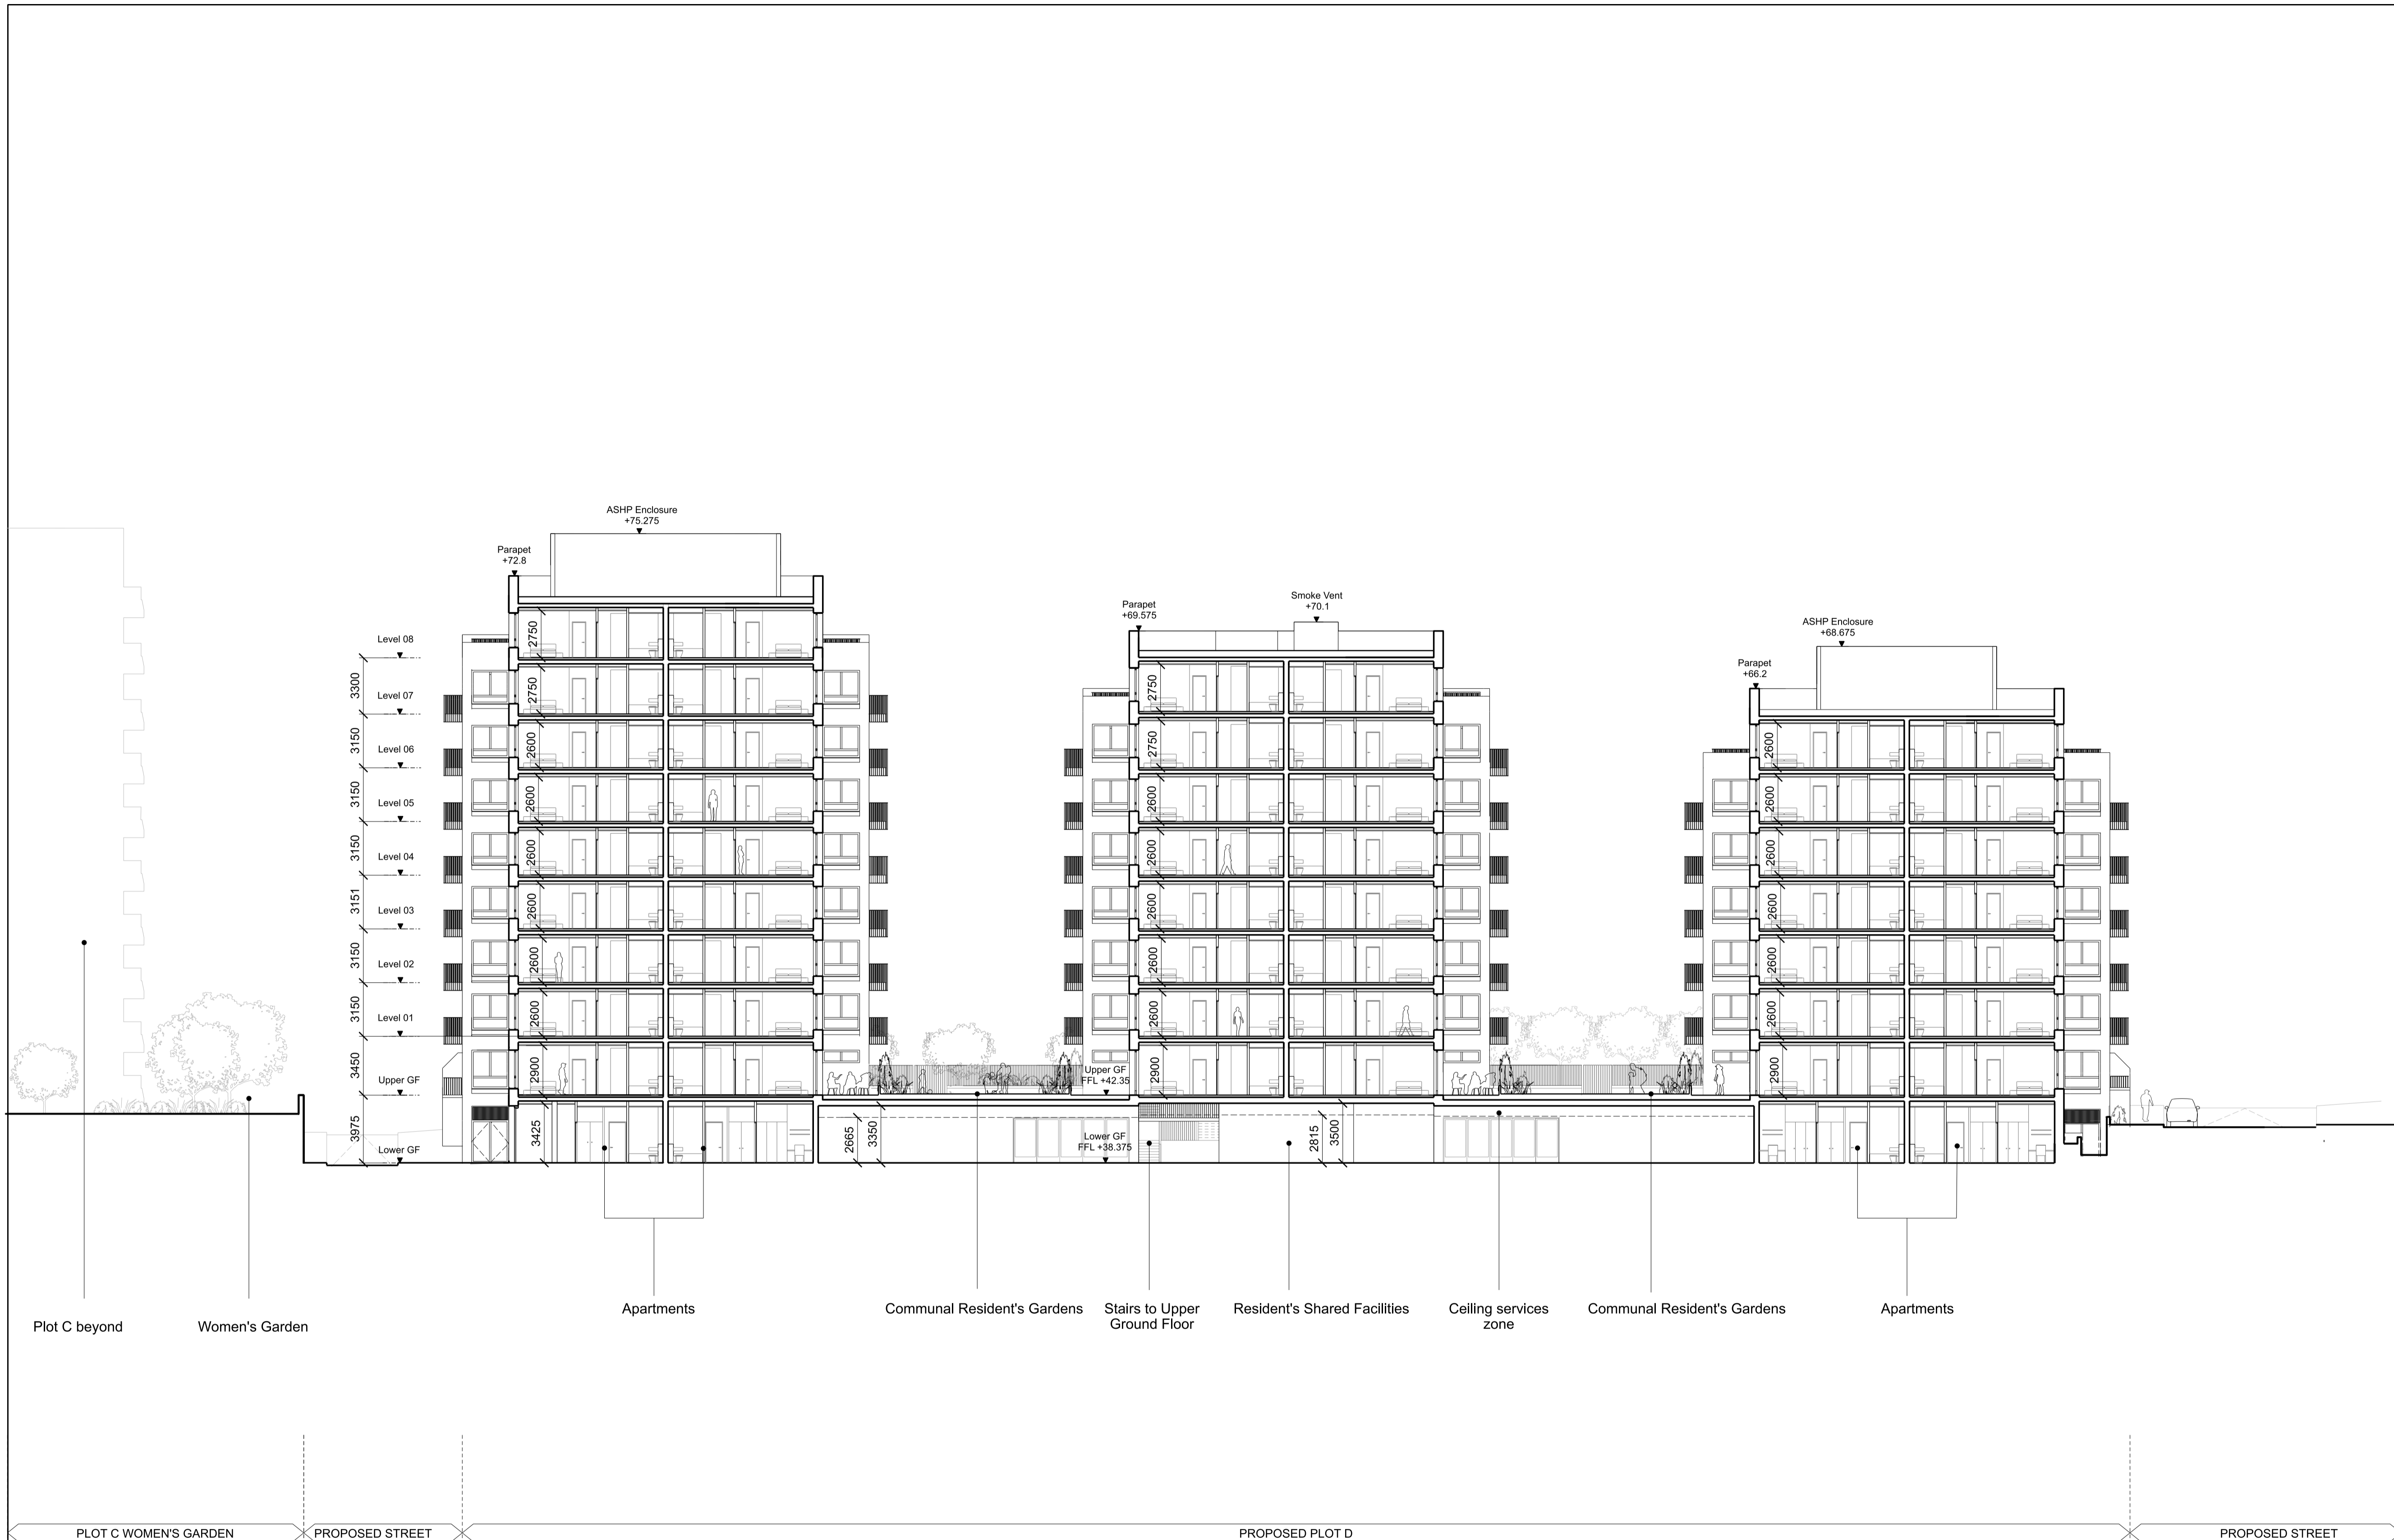 ASHP Enclosure
+75.275
Parapet
+72.8
Smoke Vent
+70.1
Parapet
+69.575
ASHP Enclosure
+68.675
Parapet
+66.2
Level 08
3300
Level 07
3150
Level 06
3150
Level 05
3150
Level 04
3151
Level 03
3150
Level 02
3150
Level 01
3450
Upper GF
3975
Lower GF
2750
2750
2600
2600
2600
2600
2600
2600
2900
3425
2665
3350
2750
2750
2600
2600
2600
2600
2600
2900
Upper GF
FFL +42.35
Lower GF
FFL +38.375
2815
3500
2600
2600
2600
2600
2600
2600
2900
Plot C beyond
Women's Garden
Apartments
Communal Resident's Gardens
Stairs to Upper
Ground Floor
Resident's Shared Facilities
Ceiling services
zone
Communal Resident's Gardens
Apartments
PLOT C WOMEN'S GARDEN
PROPOSED STREET
PROPOSED PLOT D
PROPOSED STREET